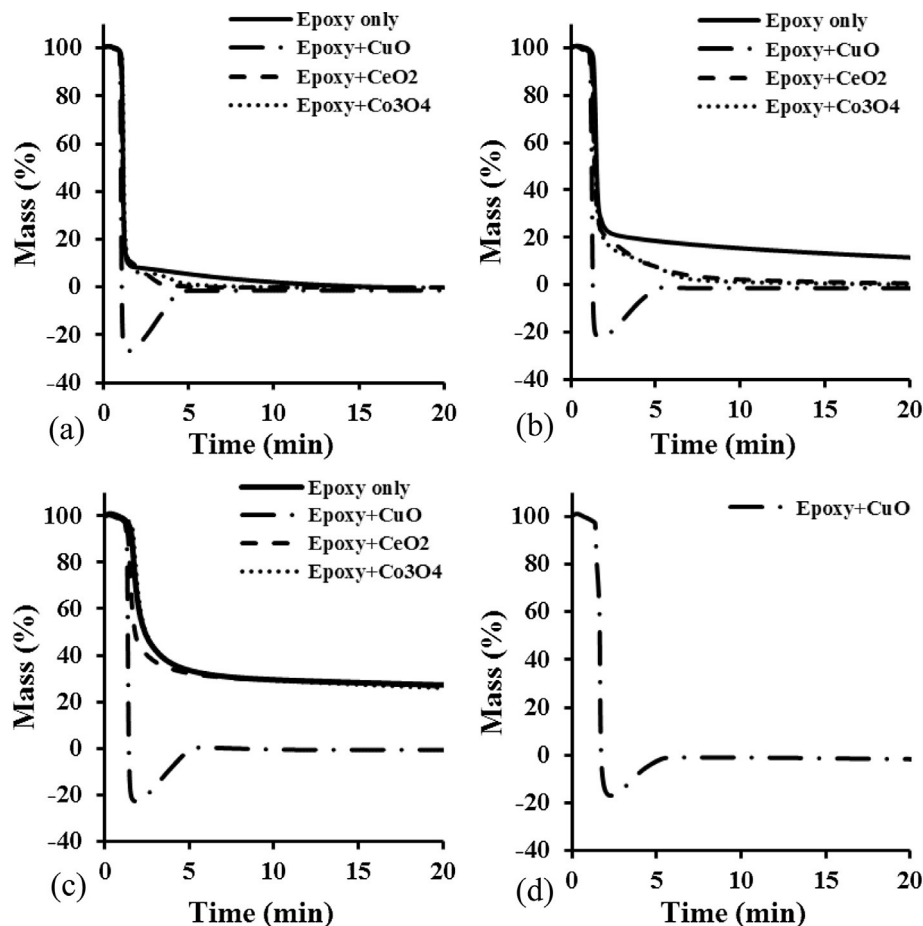 Epoxy only
Epoxy+CuO
Epoxy+CeO2
Epoxy+Co3O4
Mass (%)
100
80
60
40
20
0
-20
-40
0 5 10 15 20
Time (min)
(a)
Epoxy only
Epoxy+CuO
Epoxy+CeO2
Epoxy+Co3O4
Mass (%)
100
80
60
40
20
0
-20
-40
0 5 10 15 20
Time (min)
(b)
Epoxy only
Epoxy+CuO
Epoxy+CeO2
Epoxy+Co3O4
Mass (%)
100
80
60
40
20
0
-20
-40
0 5 10 15 20
Time (min)
(c)
Epoxy+CuO
Mass (%)
100
80
60
40
20
0
-20
-40
0 5 10 15 20
Time (min)
(d)